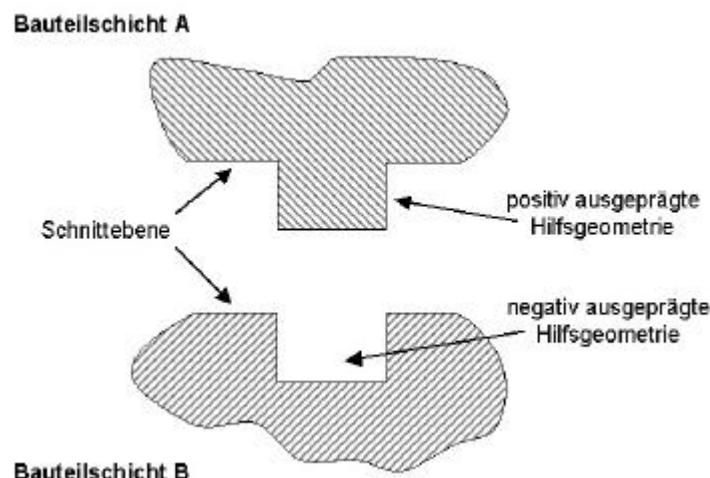 Bauteilschicht A
positiv ausgeprägte
Hilfsgeometrie
Schnittebene
negativ ausgeprägte
Hilfsgeometrie
Bauteilschicht B